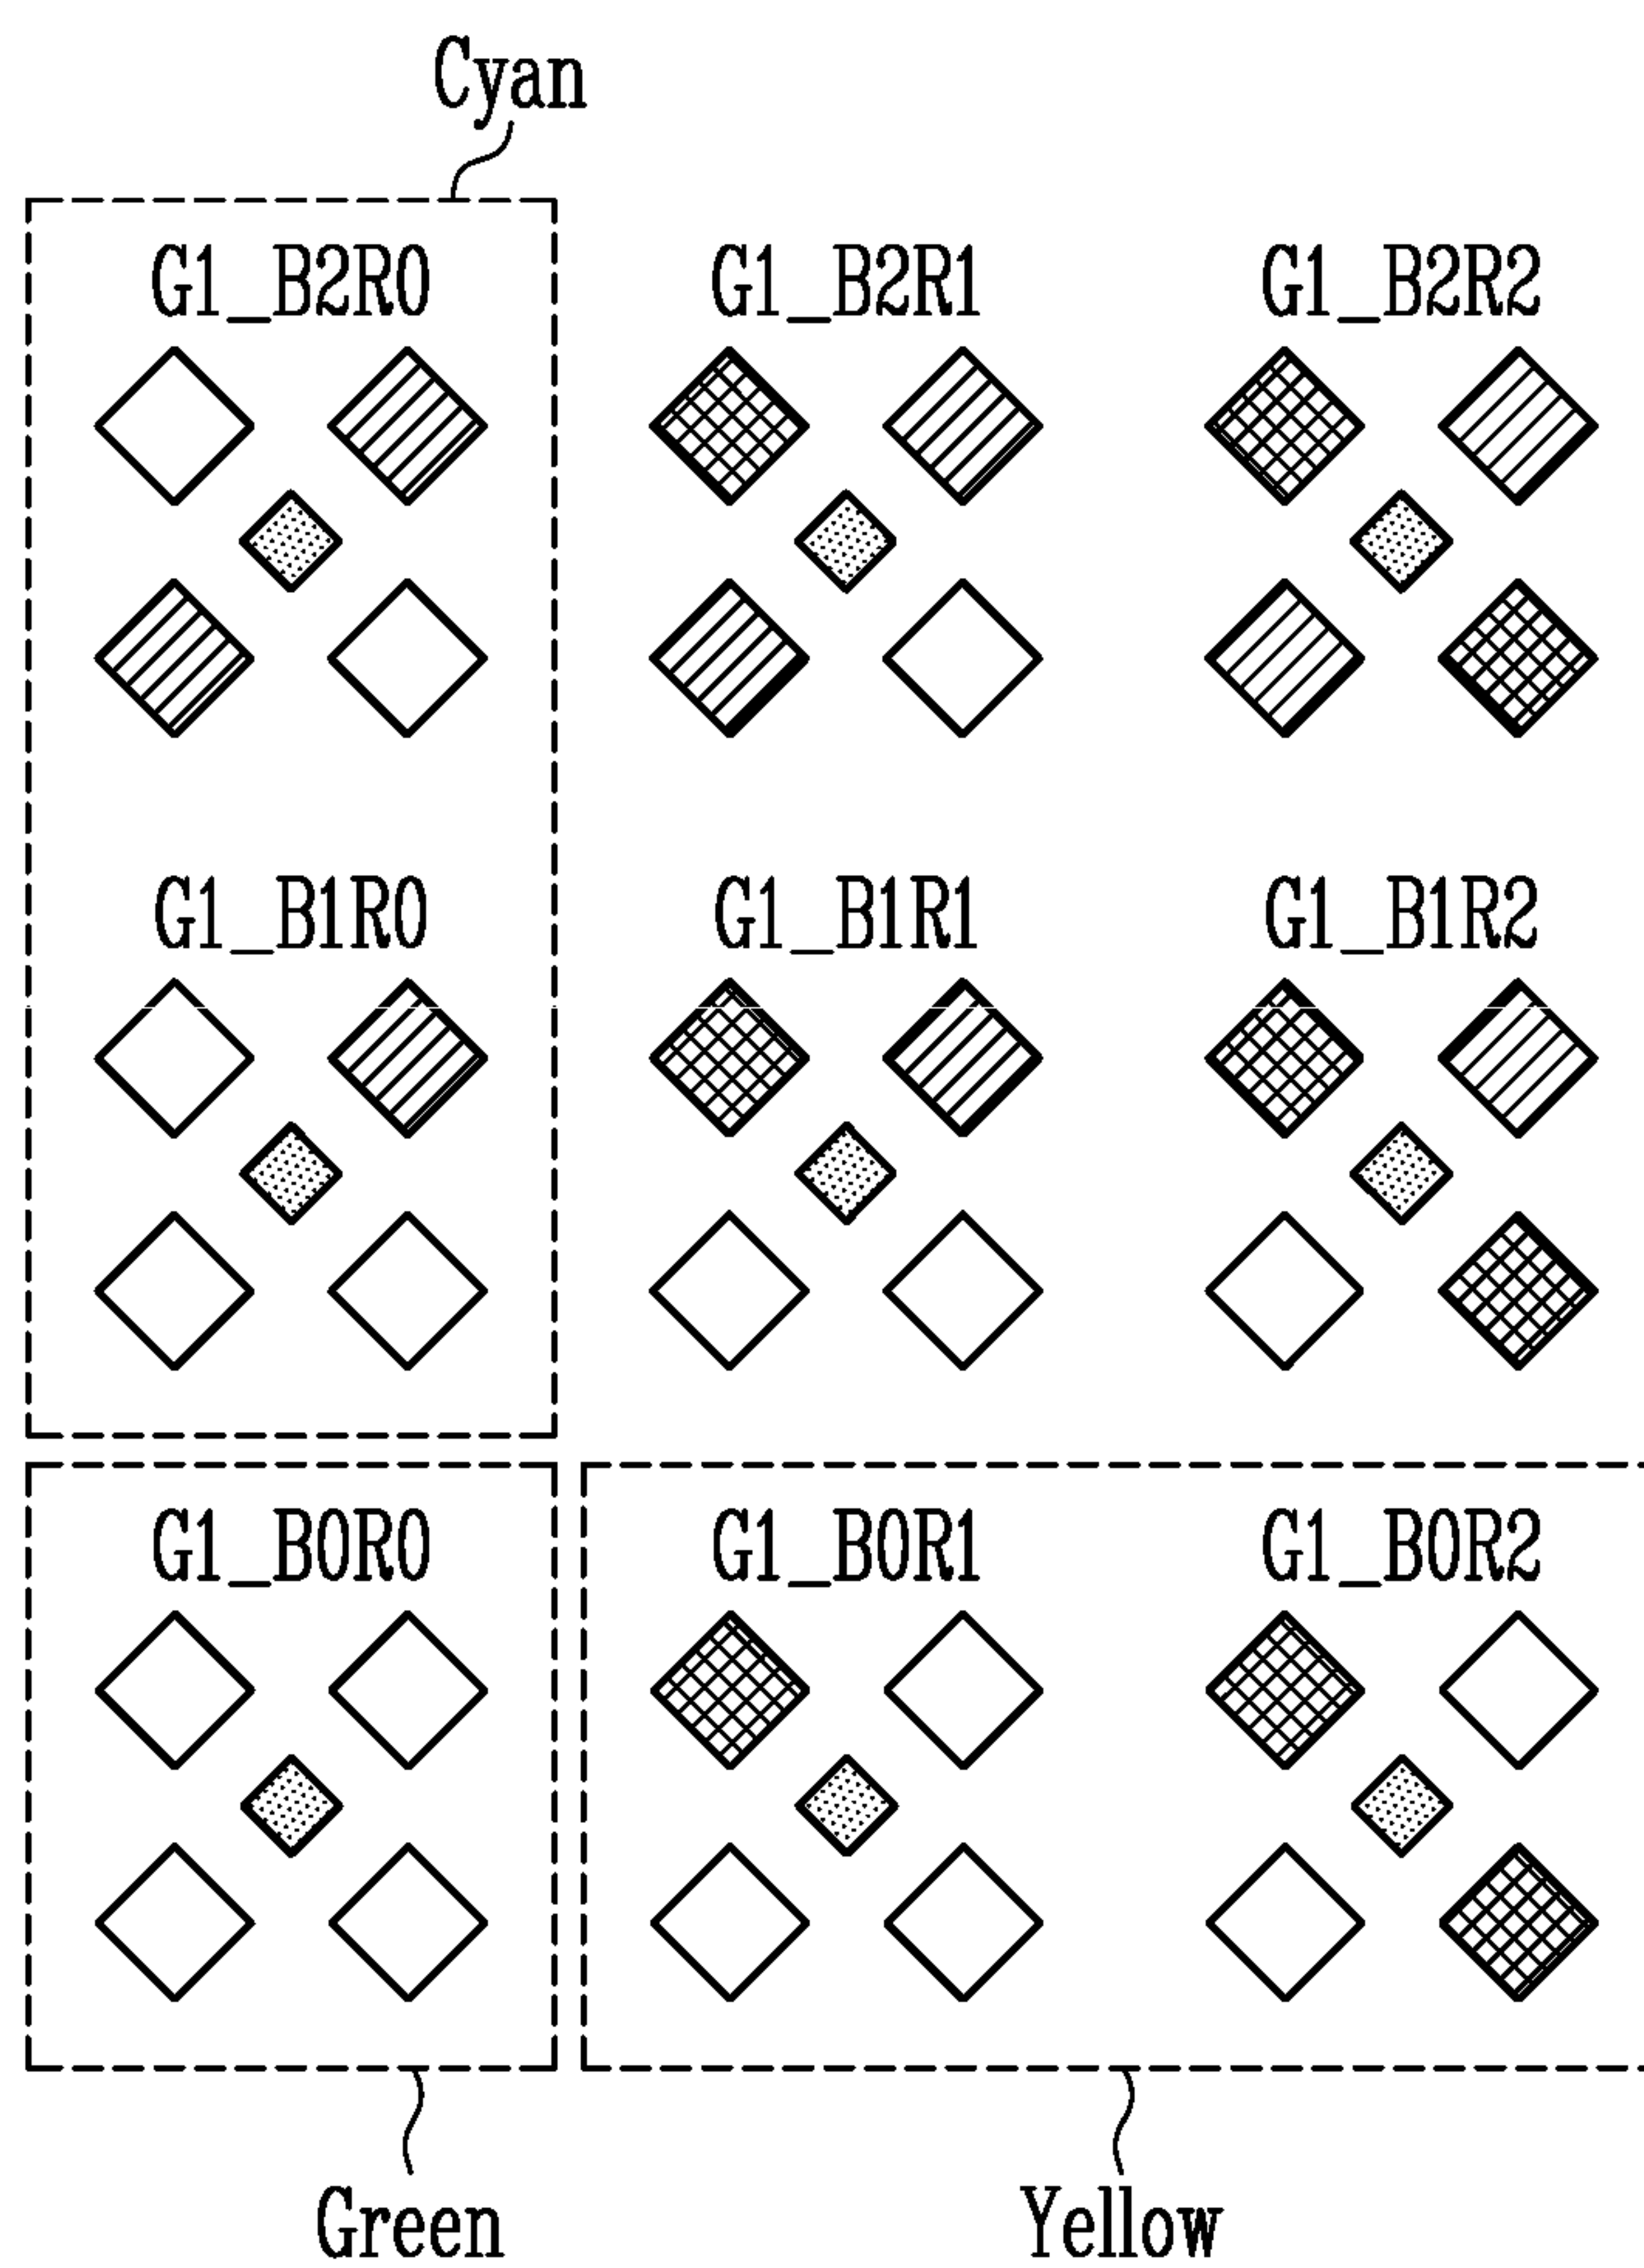 Cyan
G1_B2R0 G1_B2R1 G1_B2R2
G1_B1R0 G1_B1R1 G1_B1R2
G1_B0R0 G1_B0R1 G1_B0R2
Green Yellow